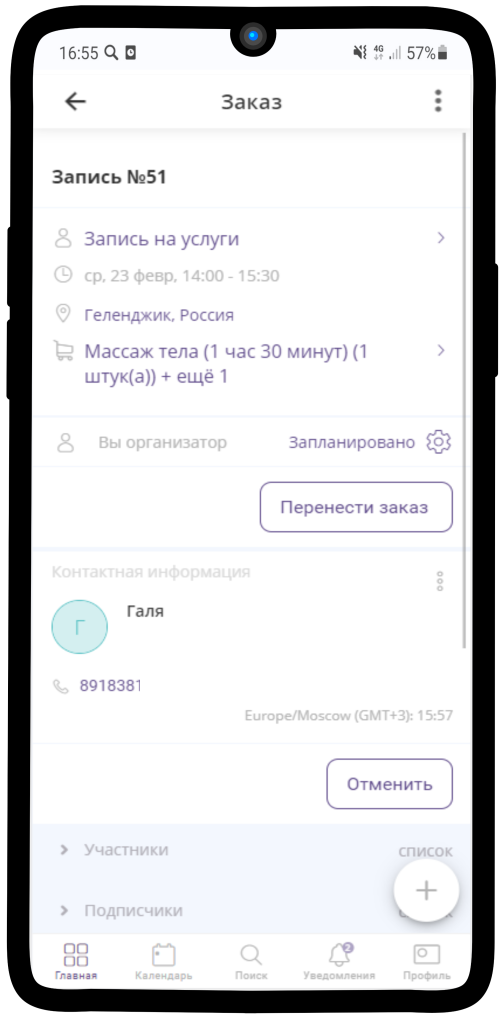 16:55 4G 57%
Заказ
Запись №51
Запись на услуги
ср, 23 февр, 14:00 - 15:30
Геленджик, Россия
Массаж тела (1 час 30 минут) (1
штук(а)) + ещё 1
Вы организатор Запланировано
Перенести заказ
Контактная информация
Г Галя
8918381
Europe/Moscow (GMT+3): 15:57
Отменить
Участники список
Подписчики
2
Главная Календарь Поиск Уведомления Профиль